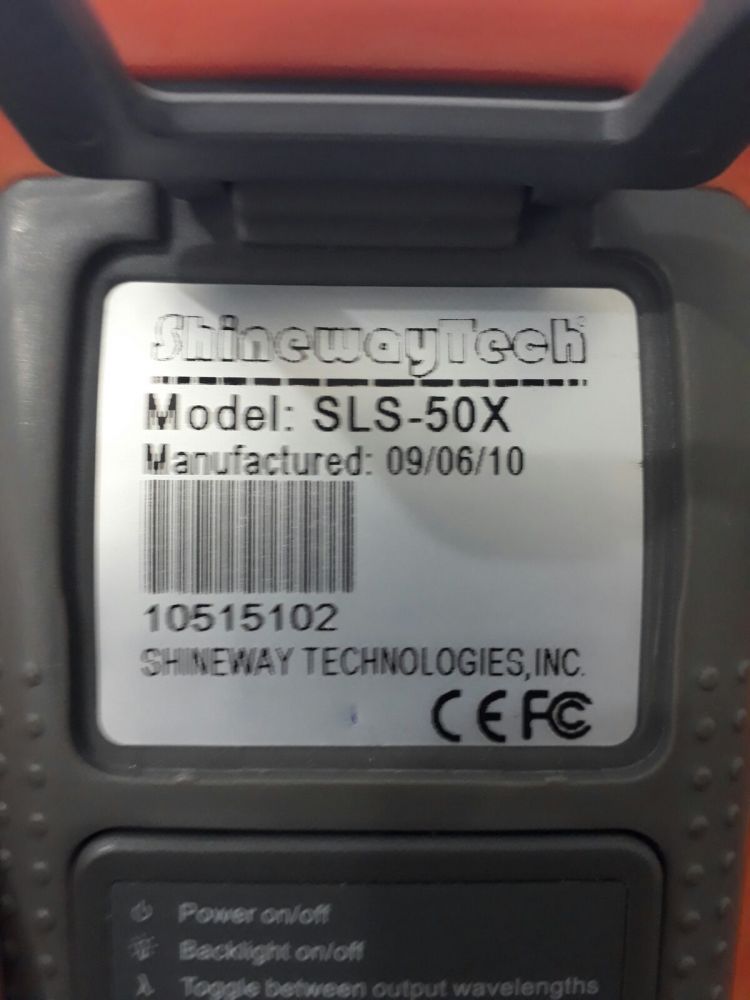 ShinewayTech®
Model: SLS-50X
Manufactured: 09/06/10
10515102
SHINEWAY TECHNOLOGIES,INC.
CE FC
Power on/off
Backlight on/off
λ Toggle between output wavelengths